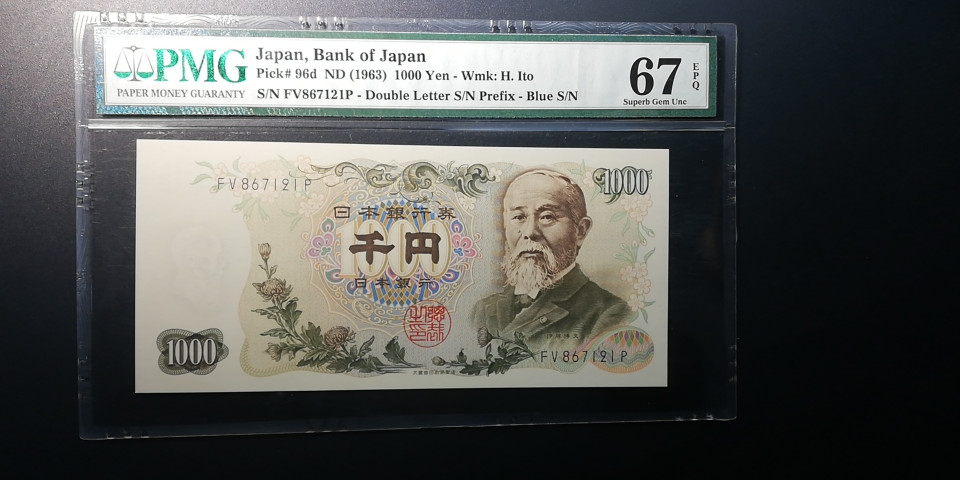 PMG
PAPER MONEY GUARANTY
Japan, Bank of Japan
Pick# 96d ND (1963) 1000 Yen - Wmk: H. Ito
S/N FV867121P - Double Letter S/N Prefix - Blue S/N
67
EPQ
Superb Gem Unc
FV867121P
1000
日本銀行券
1000
千円
日本銀行
1000
FV867121P